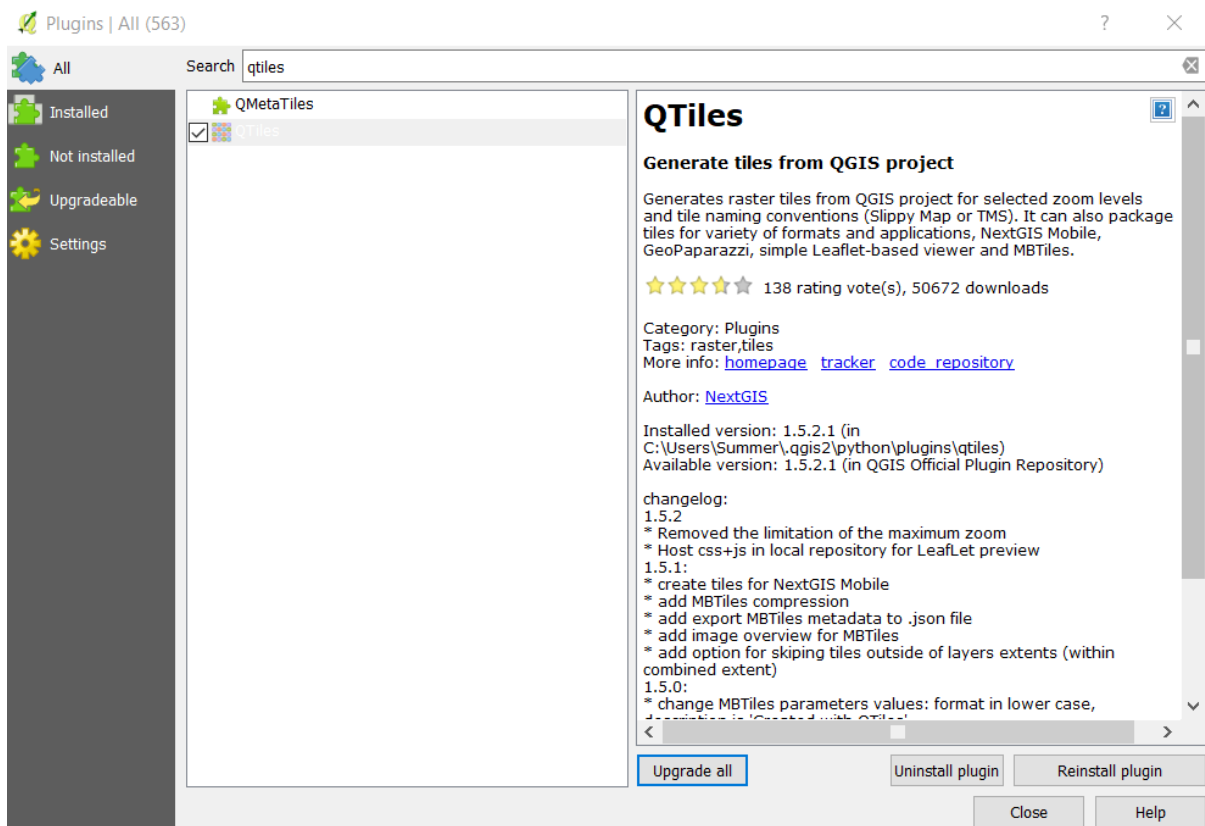 Plugins | All (563)
?
All
Search qtiles
Installed
Not installed
Upgradeable
Settings
QMetaTiles
QTiles
QTiles
?
Generate tiles from QGIS project
Generates raster tiles from QGIS project for selected zoom levels
and tile naming conventions (Slippy Map or TMS). It can also package
tiles for variety of formats and applications, NextGIS Mobile,
GeoPaparazzi, simple Leaflet-based viewer and MBTiles.
138 rating vote(s), 50672 downloads
Category: Plugins
Tags: raster,tiles
More info: homepage tracker code_repository
Author: NextGIS
Installed version: 1.5.2.1 (in
C:\Users\Summer\.qgis2\python\plugins\qtiles)
Available version: 1.5.2.1 (in QGIS Official Plugin Repository)
changelog:
1.5.2
* Removed the limitation of the maximum zoom
* Host css+js in local repository for LeafLet preview
1.5.1:
* create tiles for NextGIS Mobile
* add MBTiles compression
* add export MBTiles metadata to .json file
* add image overview for MBTiles
* add option for skiping tiles outside of layers extents (within
combined extent)
1.5.0:
* change MBTiles parameters values: format in lower case,
description is 'Created with QTiles'
Upgrade all
Uninstall plugin
Reinstall plugin
Close
Help